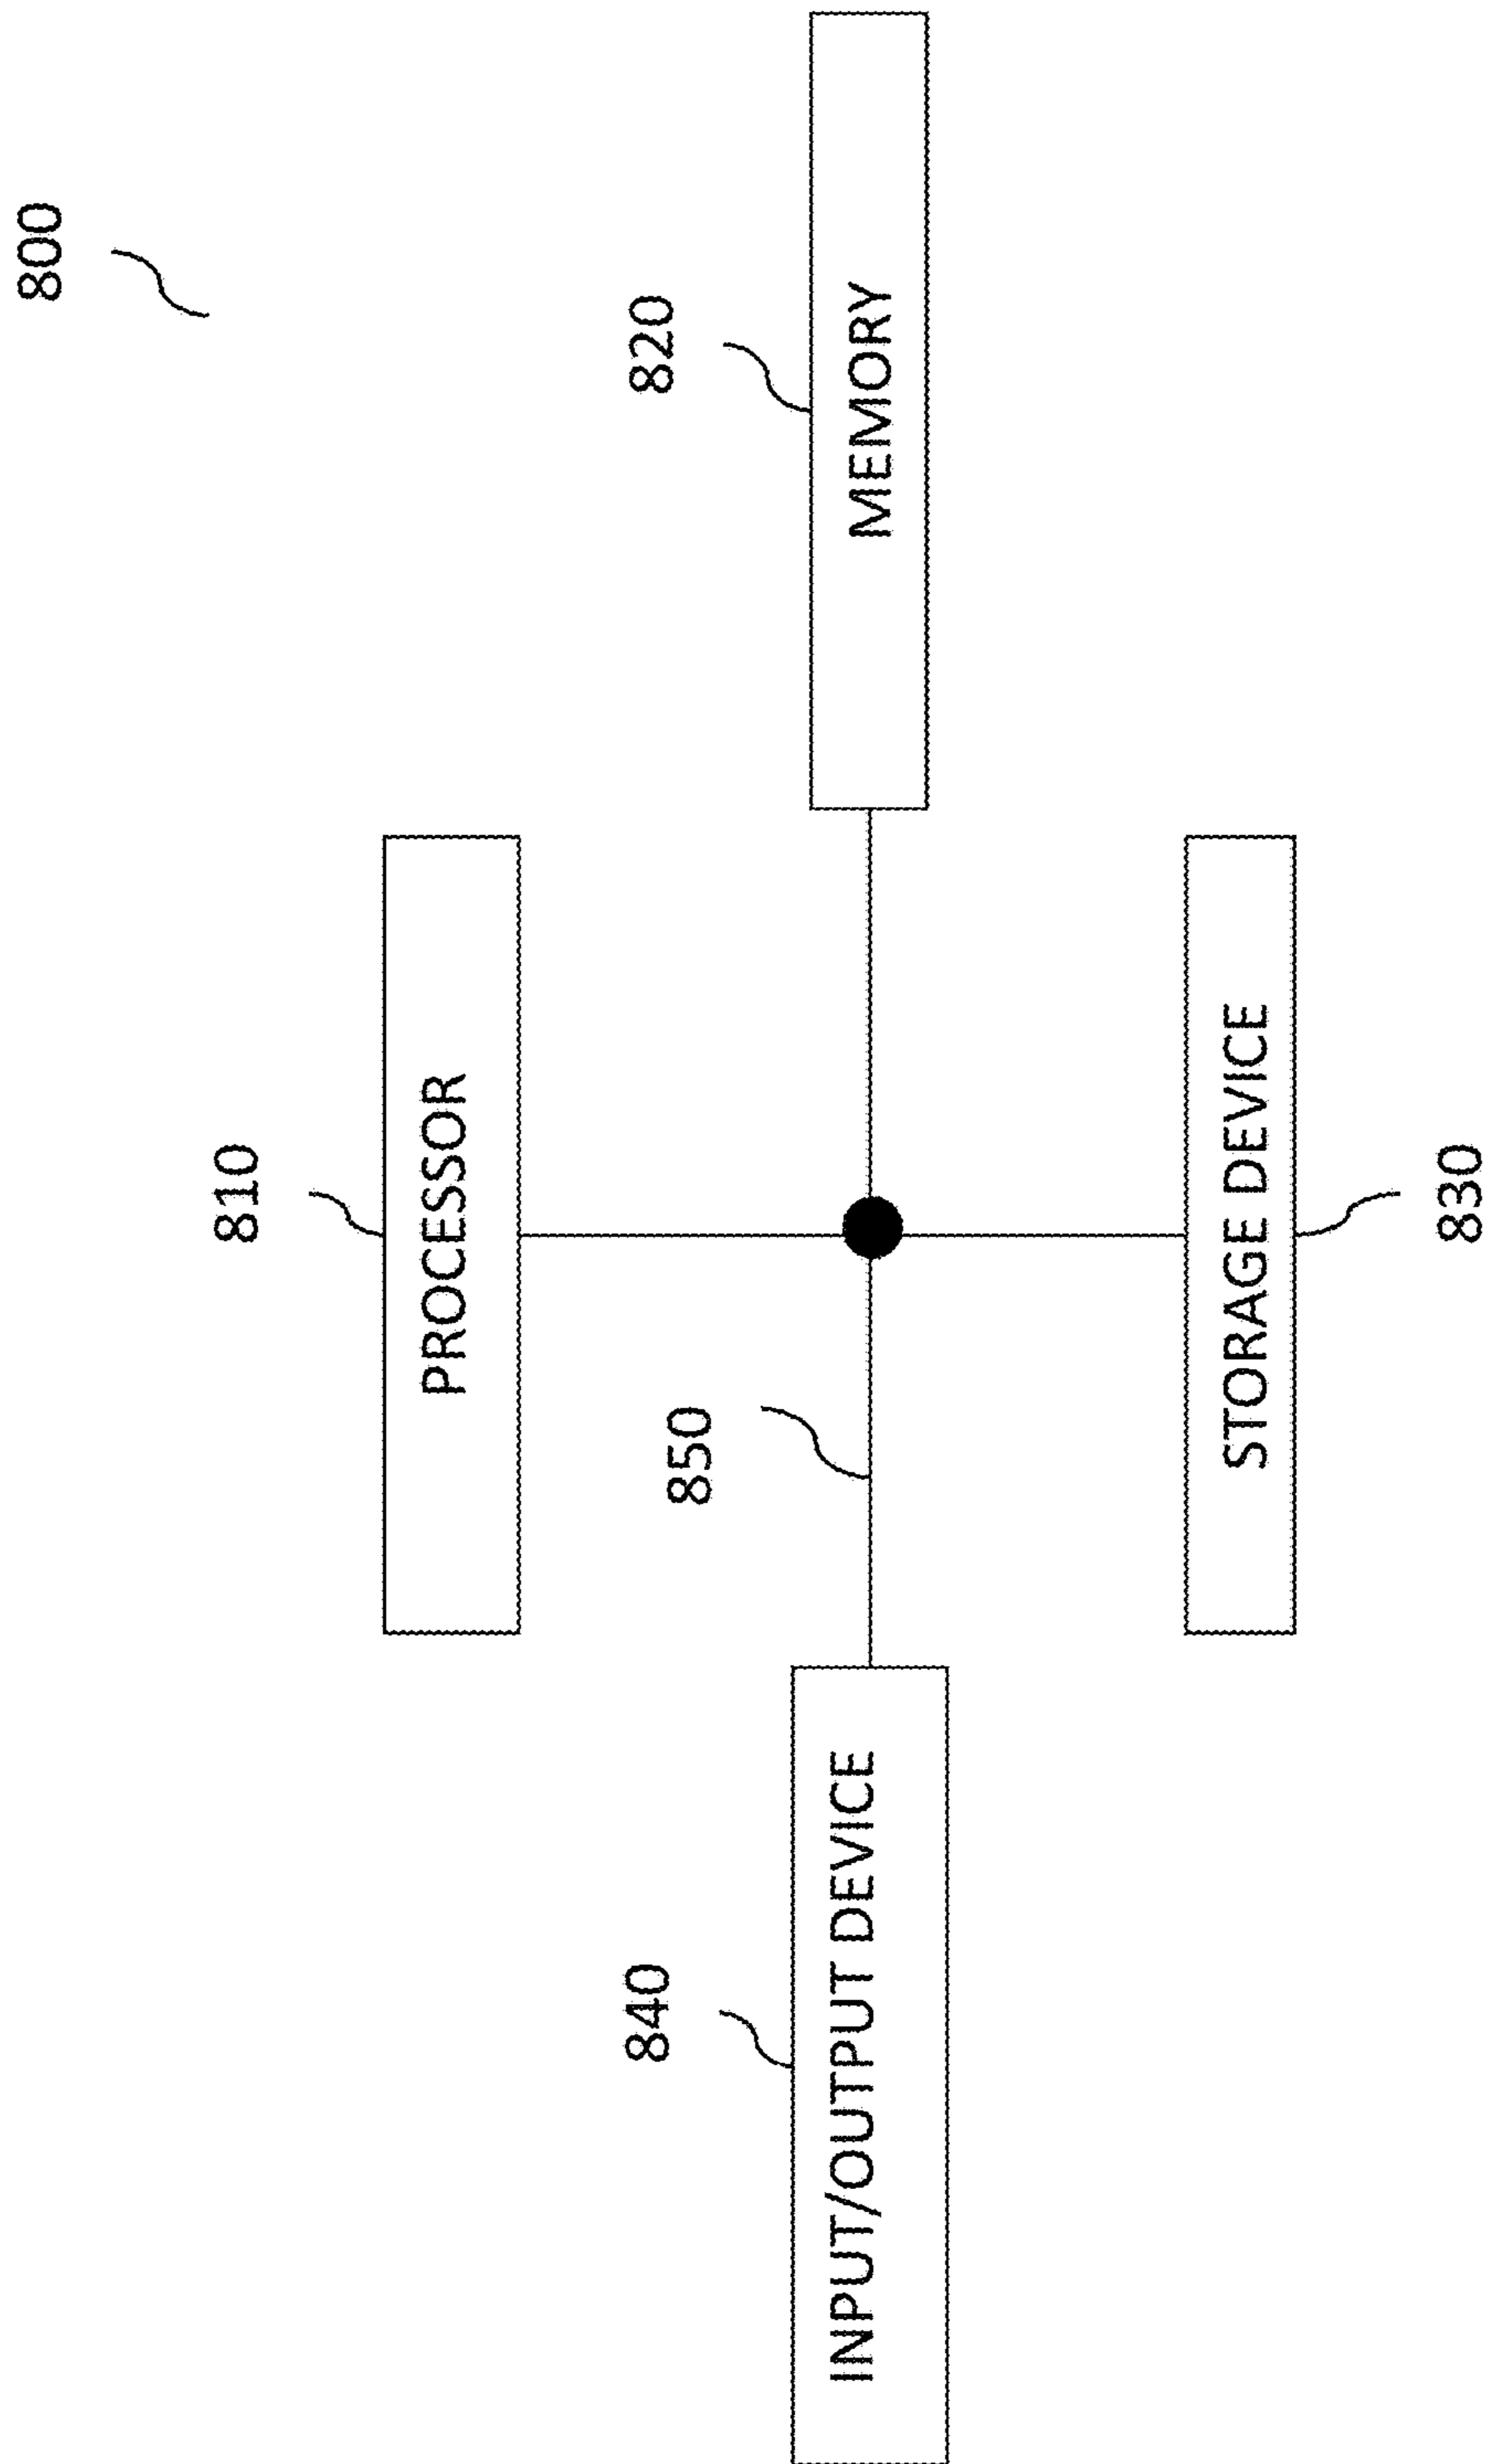 800
810
PROCESSOR
820
MEMORY
850
840
INPUT/OUTPUT DEVICE
STORAGE DEVICE
830